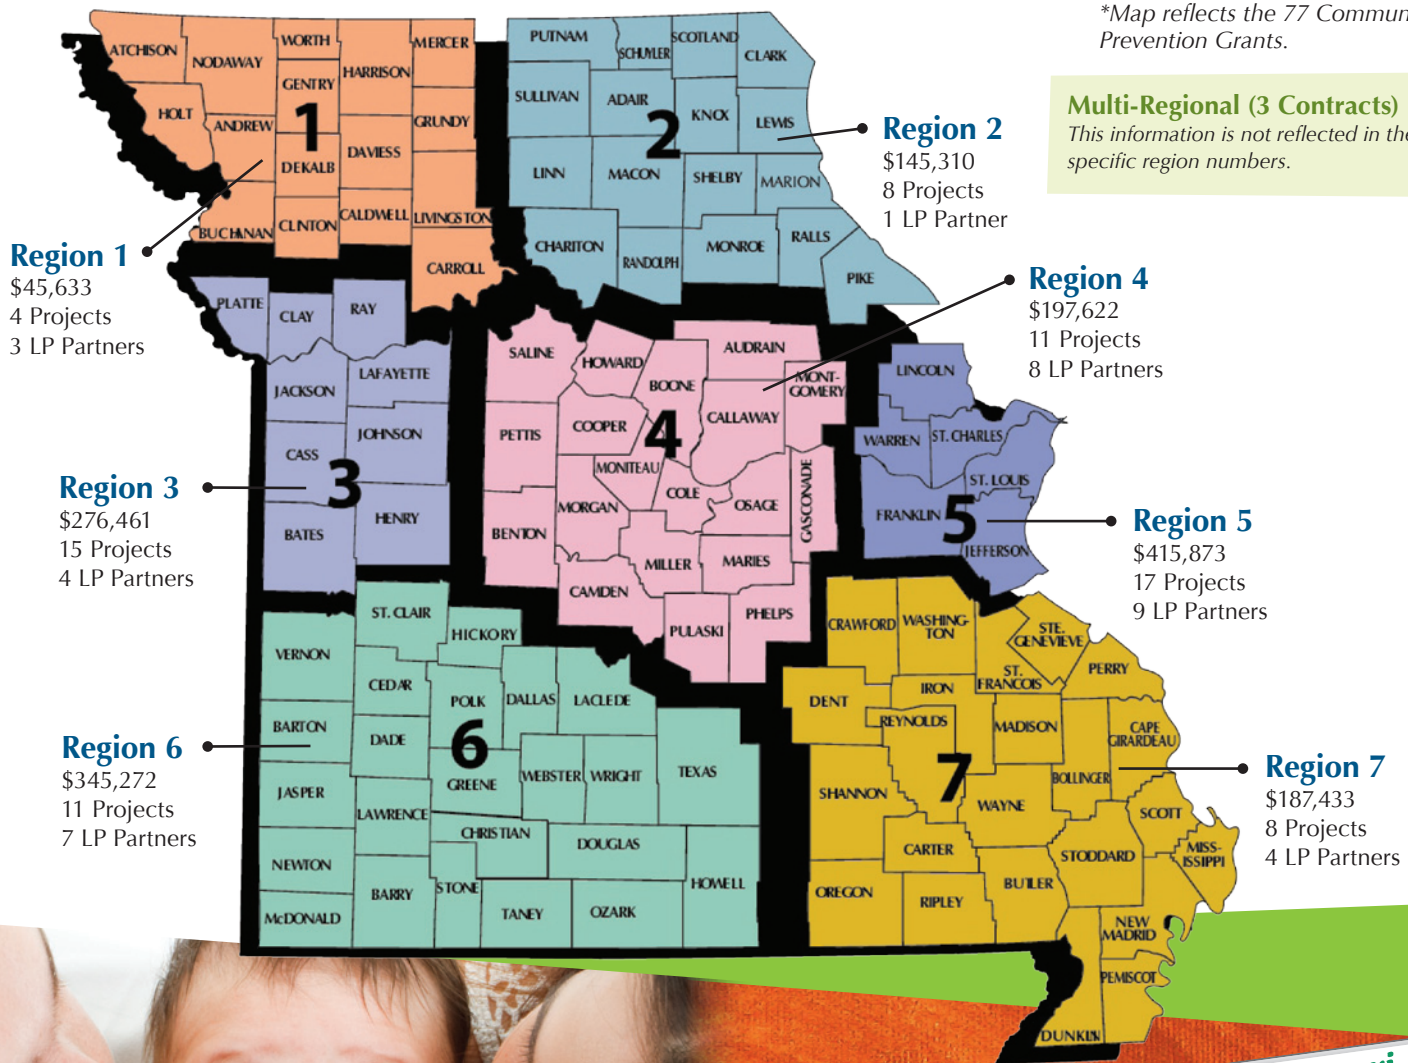 *Map reflects the 77 Commun
Prevention Grants.
Multi-Regional (3 Contracts)
This information is not reflected in the
specific region numbers.
Region 1
$45,633
4 Projects
3 LP Partners
1
ATCHISON
NODAWAY
WORTH
MERCER
GENTRY
HARRISON
HOLT
ANDREW
GRUNDY
DEKALB
DAVIESS
BUCHANAN
CLINTON
CALDWELL
LIVINGSTON
CARROLL
Region 2
$145,310
8 Projects
1 LP Partner
2
PUTNAM
SCHUYLER
SCOTLAND
CLARK
SULLIVAN
ADAIR
KNOX
LEWIS
LINN
MACON
SHELBY
MARION
CHARITON
RANDOLPH
MONROE
RALLS
PIKE
Region 3
$276,461
15 Projects
4 LP Partners
3
PLATTE
CLAY
RAY
JACKSON
LAFAYETTE
CASS
JOHNSON
BATES
HENRY
Region 4
$197,622
11 Projects
8 LP Partners
4
SALINE
HOWARD
BOONE
AUDRAIN
MONT-
GOMERY
CALLAWAY
PETTIS
COOPER
MONITEAU
COLE
OSAGE
GASCONADE
MORGAN
BENTON
MILLER
MARIES
CAMDEN
PULASKI
PHELPS
Region 5
$415,873
17 Projects
9 LP Partners
5
LINCOLN
WARREN
ST. CHARLES
ST. LOUIS
FRANKLIN
JEFFERSON
Region 6
$345,272
11 Projects
7 LP Partners
6
ST. CLAIR
HICKORY
VERNON
CEDAR
POLK
DALLAS
LACLEDE
BARTON
DADE
GREENE
WEBSTER
WRIGHT
TEXAS
JASPER
LAWRENCE
CHRISTIAN
DOUGLAS
NEWTON
BARRY
STONE
HOWELL
MCDONALD
TANEY
OZARK
Region 7
$187,433
8 Projects
4 LP Partners
7
CRAWFORD
WASHING-
TON
STE.
GENEVIEVE
ST.
FRANCOIS
PERRY
DENT
IRON
REYNOLDS
MADISON
CAPE
GIRARDEAU
BOLLINGER
SHANNON
WAYNE
SCOTT
CARTER
STODDARD
MISS-
ISSIPPI
OREGON
RIPLEY
BUTLER
NEW
MADRID
PEMISCOT
DUNKLIN